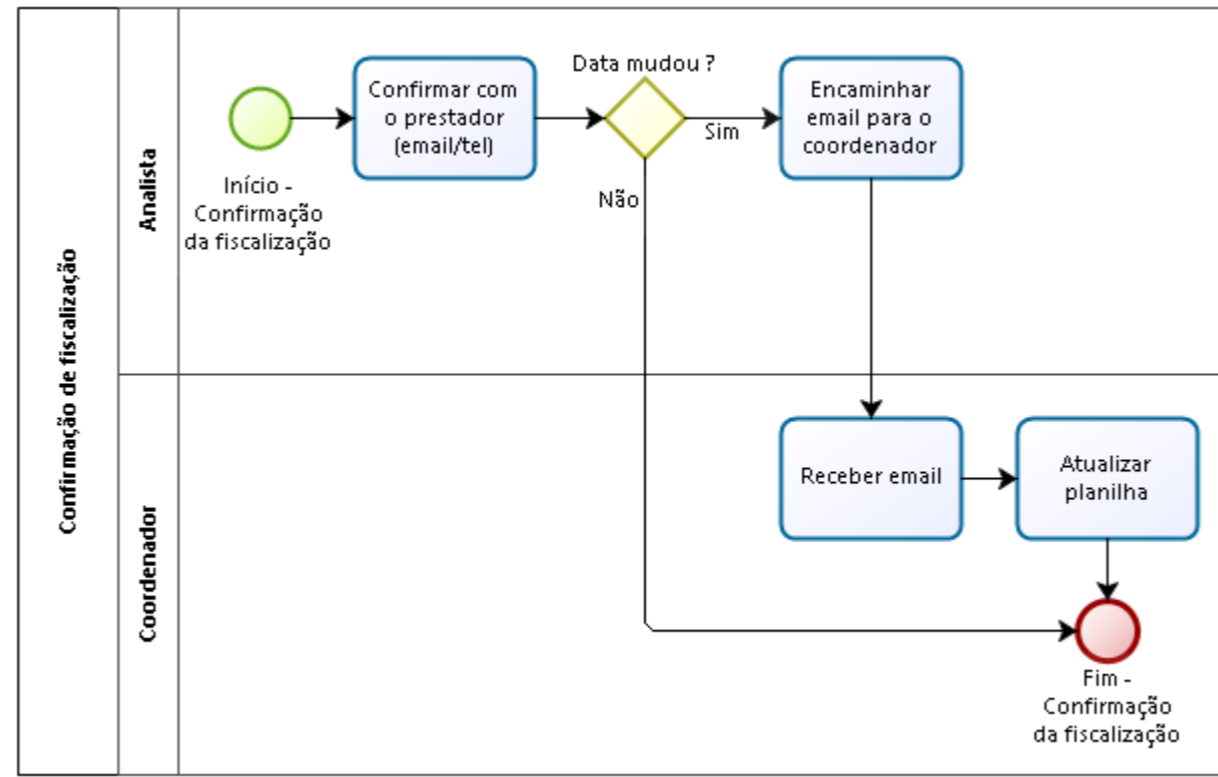 Confirmação de fiscalização
Analista
Início -
Confirmação
da fiscalização
Confirmar com
o prestador
(email/tel)
Data mudou ?
Sim
Não
Encaminhar
email para o
coordenador
Coordenador
Receber email
Atualizar
planilha
Fim -
Confirmação
da fiscalização